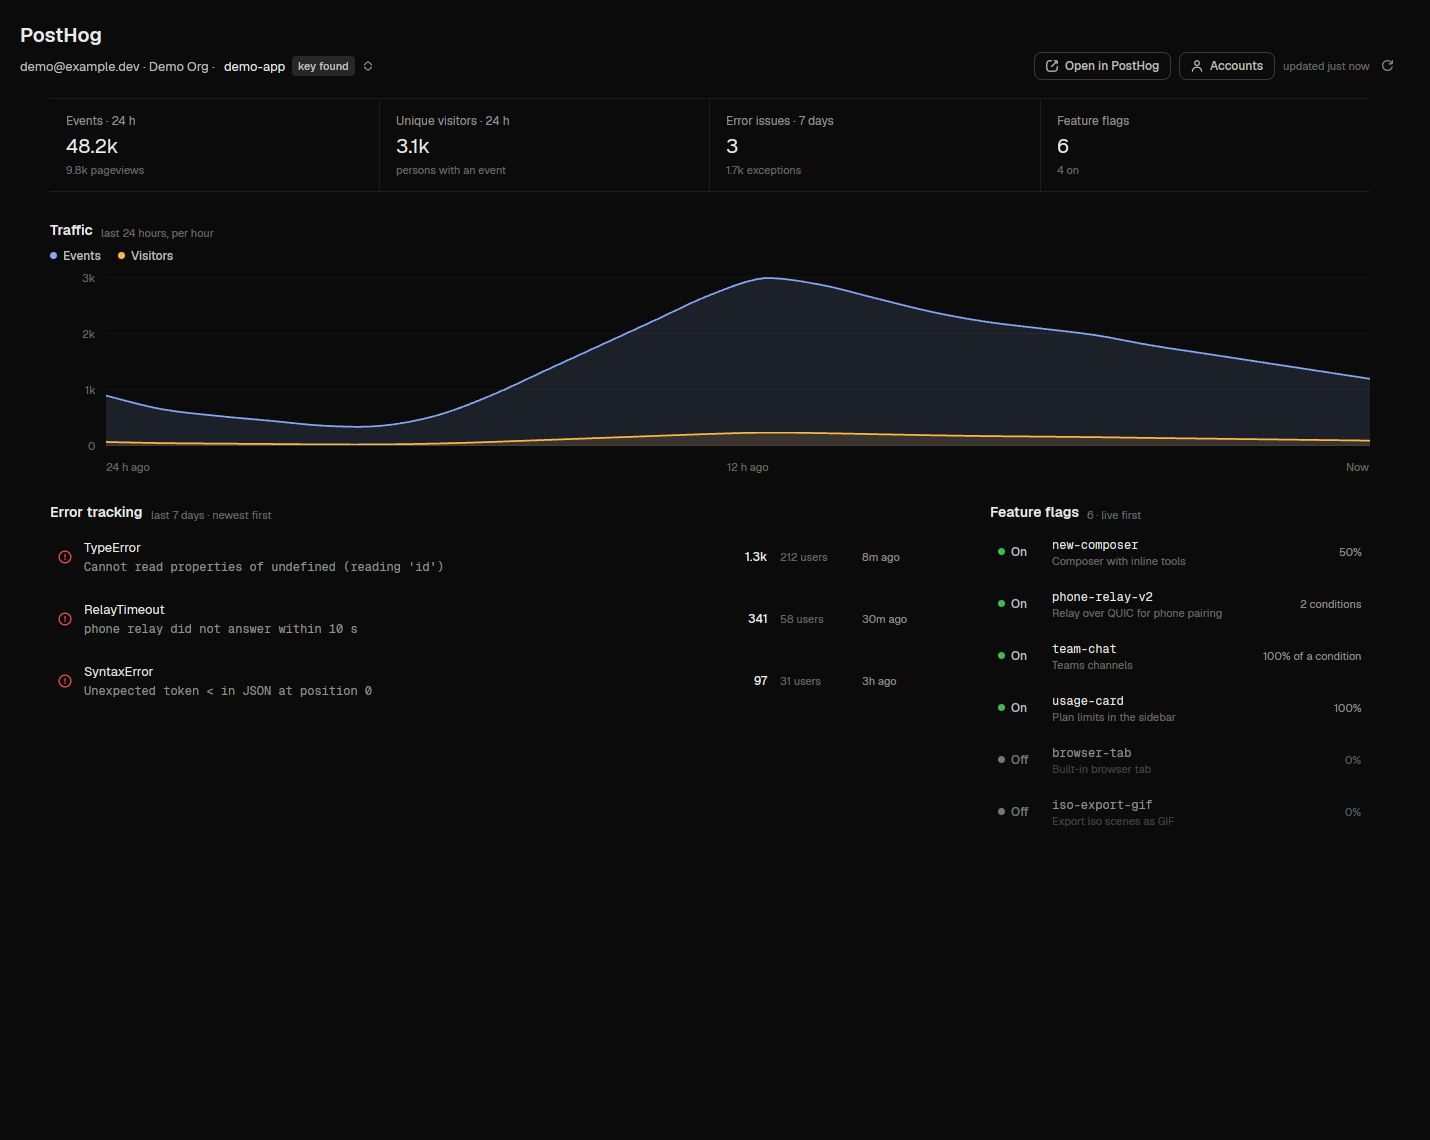 PostHog
demo@example.dev · Demo Org · demo-app key found
Open in PostHog
Accounts
updated just now
Events · 24 h
48.2k
9.8k pageviews
Unique visitors · 24 h
3.1k
persons with an event
Error issues · 7 days
3
1.7k exceptions
Feature flags
6
4 on
Traffic last 24 hours, per hour
Events Visitors
3k
2k
1k
0
24 h ago 12 h ago Now
Error tracking last 7 days · newest first
TypeError
Cannot read properties of undefined (reading 'id')
1.3k 212 users 8m ago
RelayTimeout
phone relay did not answer within 10 s
341 58 users 30m ago
SyntaxError
Unexpected token < in JSON at position 0
97 31 users 3h ago
Feature flags 6 · live first
On new-composer 50%
Composer with inline tools
On phone-relay-v2 2 conditions
Relay over QUIC for phone pairing
On team-chat 100% of a condition
Teams channels
On usage-card 100%
Plan limits in the sidebar
Off browser-tab 0%
Built-in browser tab
Off iso-export-gif 0%
Export iso scenes as GIF